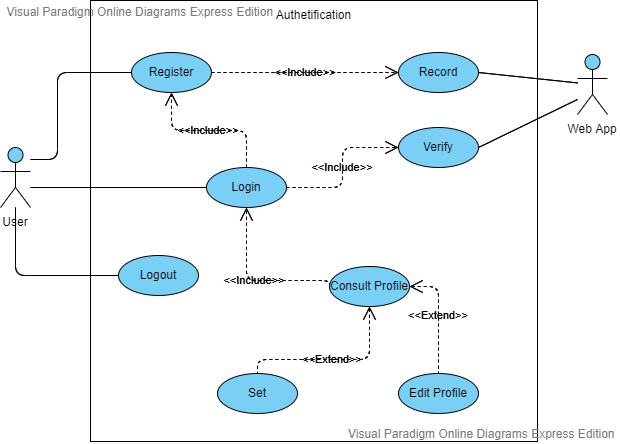 Visual Paradigm Online Diagrams Express Edition
Authetification
Register
<<Include>>
Record
Web App
<<Include>>
Verify
<<Include>>
User
Login
Logout
<<Include>>
Consult Profile
<<Extend>>
<<Extend>>
Set
Edit Profile
Visual Paradigm Online Diagrams Express Edition